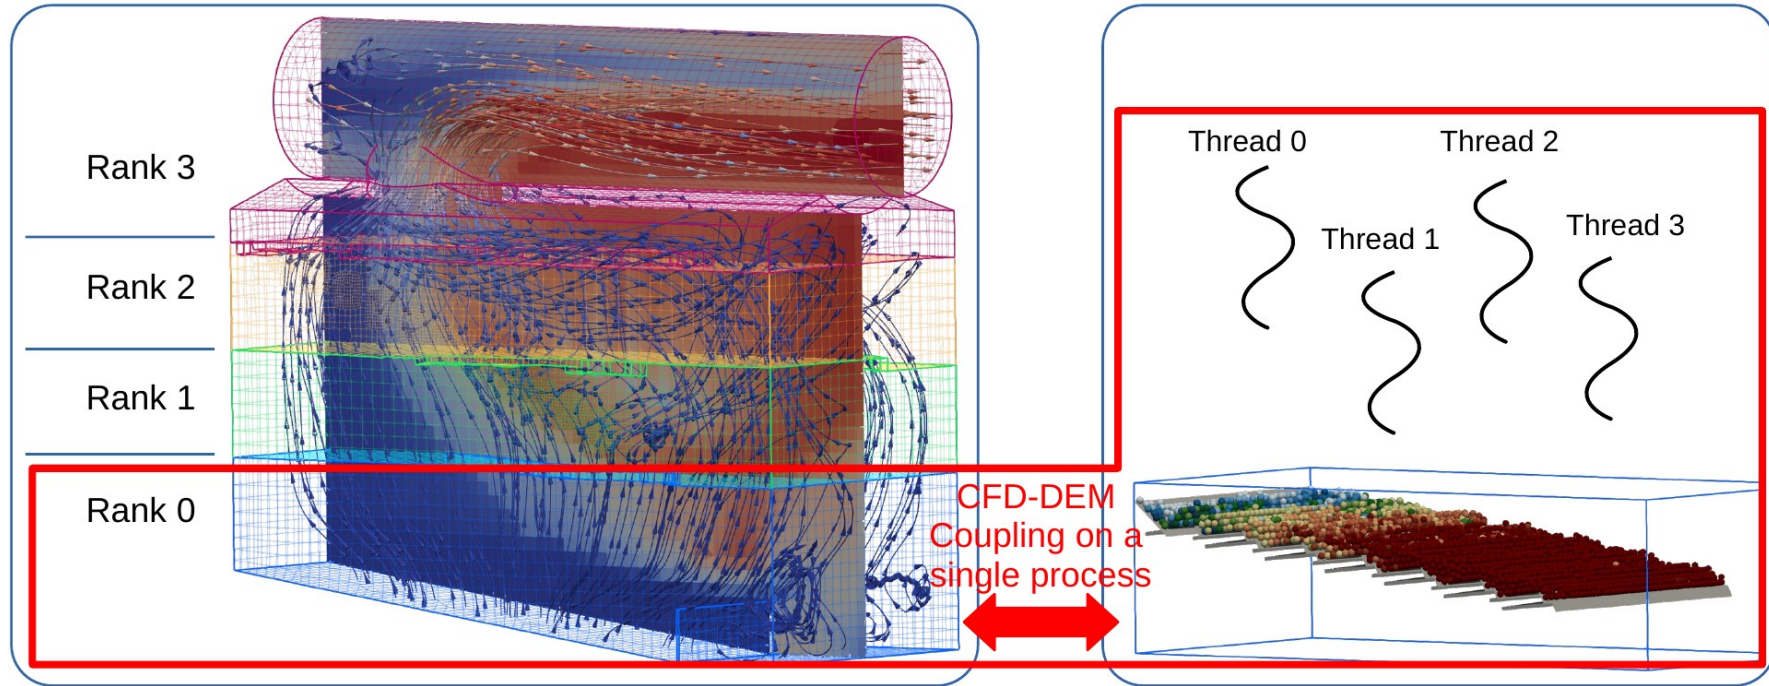 Rank 3
Rank 2
Rank 1
Rank 0
CFD-DEM
Coupling on a
single process
Thread 0
Thread 2
Thread 1
Thread 3